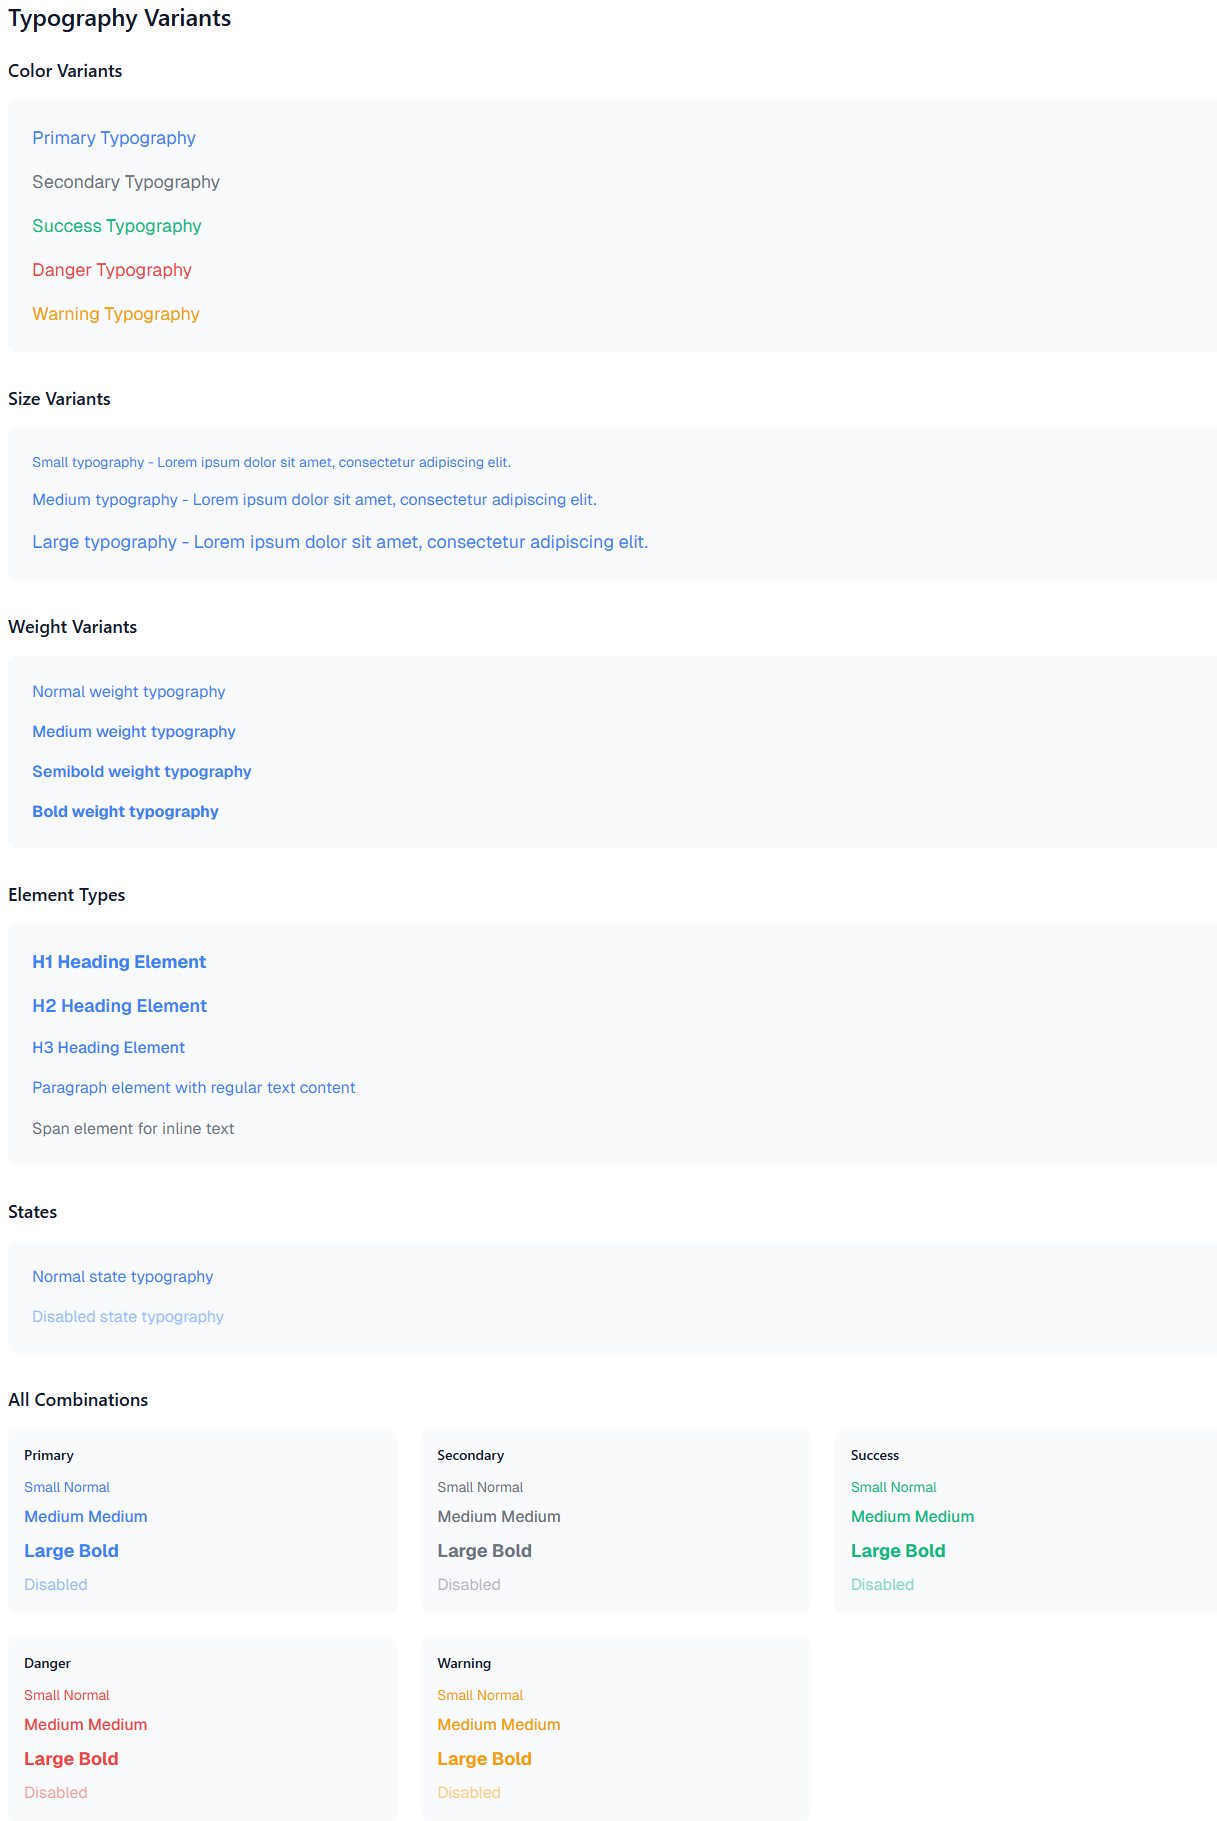 Typography Variants
Color Variants
Primary Typography
Secondary Typography
Success Typography
Danger Typography
Warning Typography
Size Variants
Small typography - Lorem ipsum dolor sit amet, consectetur adipiscing elit.
Medium typography - Lorem ipsum dolor sit amet, consectetur adipiscing elit.
Large typography - Lorem ipsum dolor sit amet, consectetur adipiscing elit.
Weight Variants
Normal weight typography
Medium weight typography
Semibold weight typography
Bold weight typography
Element Types
H1 Heading Element
H2 Heading Element
H3 Heading Element
Paragraph element with regular text content
Span element for inline text
States
Normal state typography
Disabled state typography
All Combinations
Primary
Small Normal
Medium Medium
Large Bold
Disabled
Secondary
Small Normal
Medium Medium
Large Bold
Disabled
Success
Small Normal
Medium Medium
Large Bold
Disabled
Danger
Small Normal
Medium Medium
Large Bold
Disabled
Warning
Small Normal
Medium Medium
Large Bold
Disabled